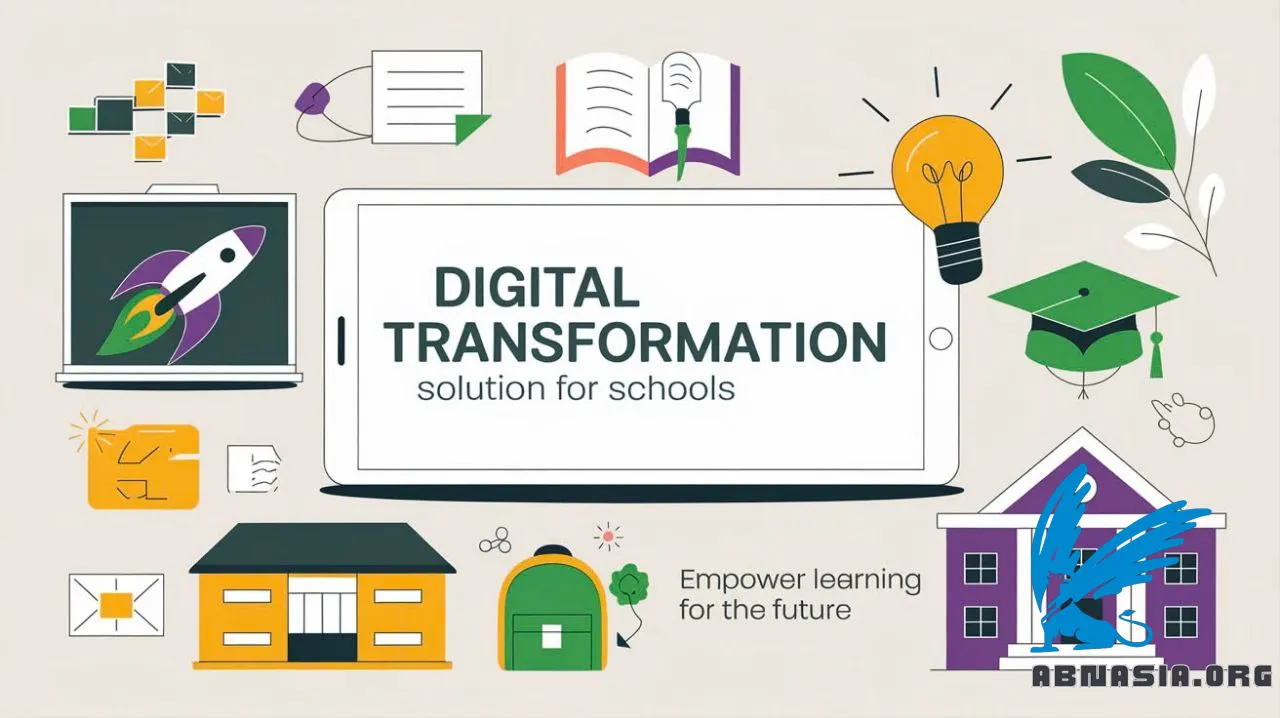 DIGITAL
TRANSFORMATION
solution for schools
Empower learning
for the future
ABNASIA.ORG